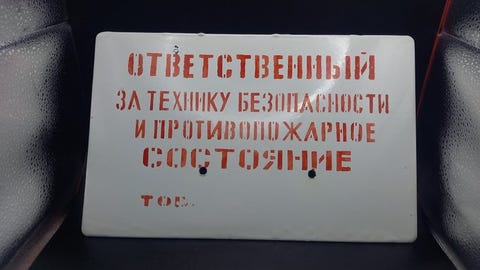 ОТВЕТСТВЕННЫЙ
ЗА ТЕХНИКУ БЕЗОПАСНОСТИ
И ПРОТИВОПОЖАРНОЕ
СОСТОЯНИЕ
ТОВ.